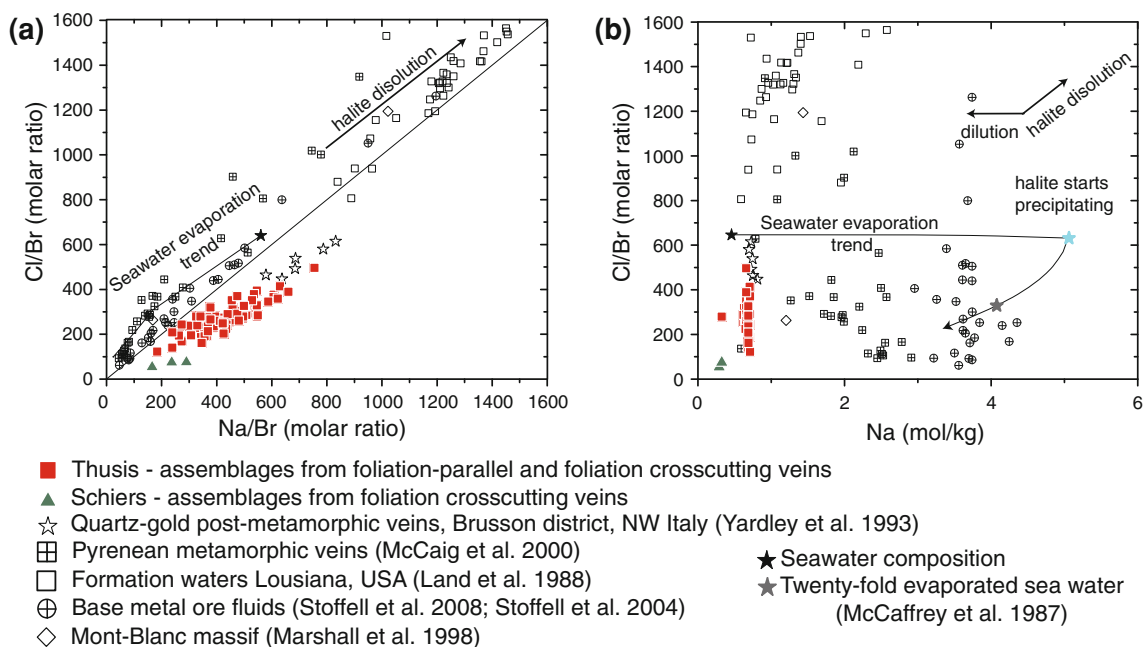 (a)
1600
1400
1200
1000
800
600
400
200
0
Cl/Br (molar ratio)
halite disolution
Seawater evaporation
trend
0 200 400 600 800 1000 1200 1400 1600
Na/Br (molar ratio)
(b)
1600
1400
1200
1000
800
600
400
200
0
Cl/Br (molar ratio)
dilution
halite disolution
halite starts
precipitating
Seawater evaporation
trend
0 2 4 6
Na (mol/kg)
Thusis - assemblages from foliation-parallel and foliation crosscutting veins
Schiers - assemblages from foliation crosscutting veins
Quartz-gold post-metamorphic veins, Brusson district, NW Italy (Yardley et al. 1993)
Pyrenean metamorphic veins (McCaig et al. 2000)
Formation waters Lousiana, USA (Land et al. 1988)
Base metal ore fluids (Stoffell et al. 2008; Stoffell et al. 2004)
Mont-Blanc massif (Marshall et al. 1998)
Seawater composition
Twenty-fold evaporated sea water
(McCaffrey et al. 1987)